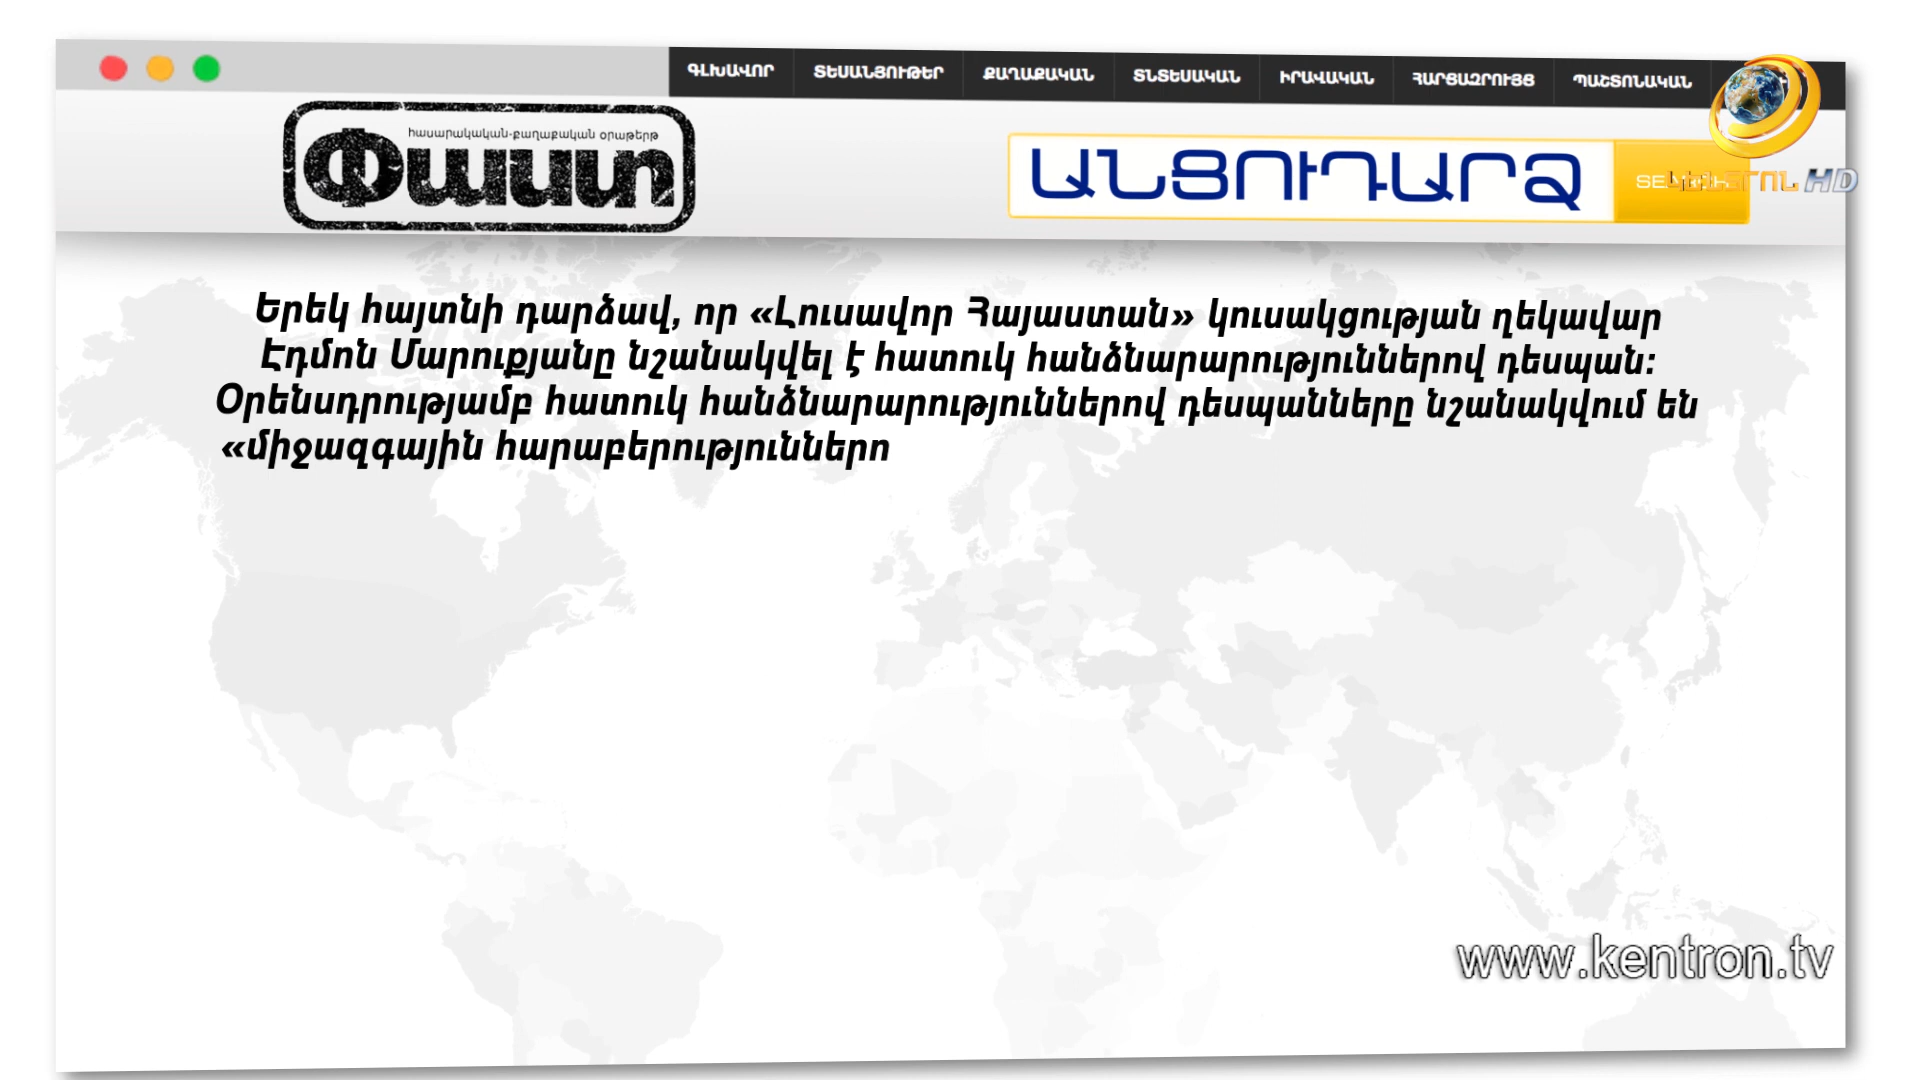 ԳԼԽԱՎՈՐ ՏԵՍԱՆՅՈՒԹԵՐ ՔԱՂԱՔԱԿԱՆ ՏՆՏԵՍԱԿԱՆ ԻՐԱՎԱԿԱՆ ՀԱՐՑԱԶՐՈՒՅՑ ՊԱՇՏՈՆԱԿԱՆ
հասարակական-քաղաքական օրաթերթ
Փաստ
ԱՆՑՈՒԴԱՐՁ
HD
Երեկ հայտնի դարձավ, որ «Լուսավոր Հայաստան» կուսակցության ղեկավար
Էդմոն Մարուքյանը նշանակվել է հատուկ հանձնարարություններով դեսպան:
Օրենսդրությամբ հատուկ հանձնարարություններով դեսպանները նշանակվում են
«միջազգային հարաբերություններո
www.kentron.tv